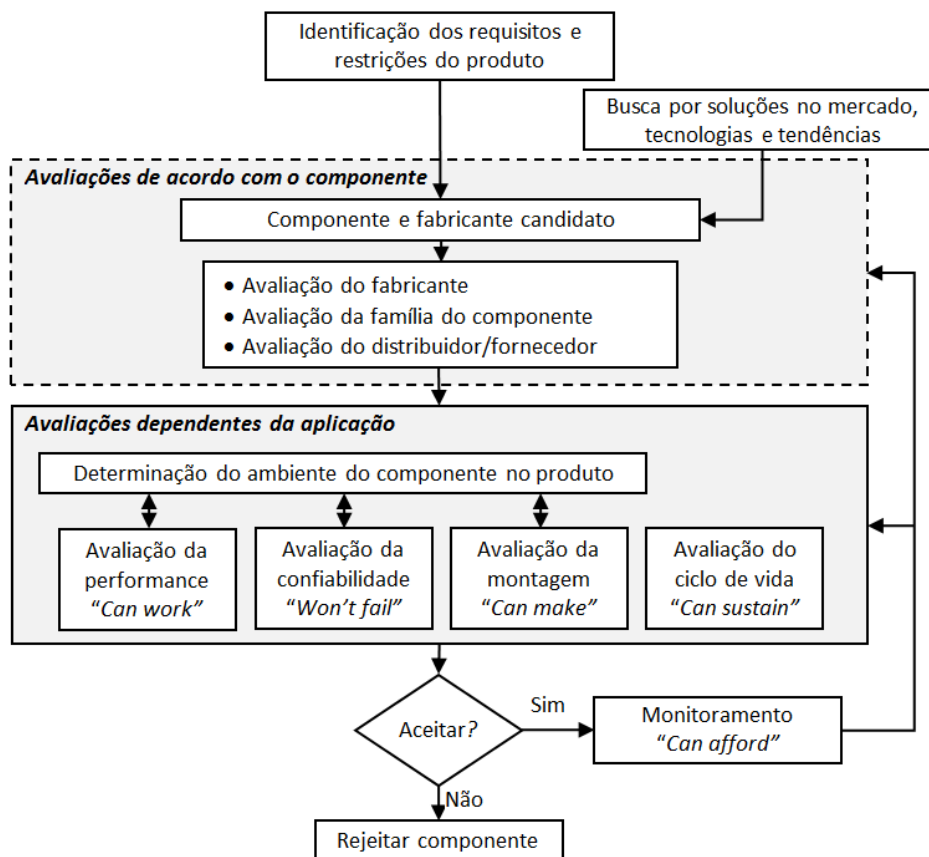 Identificação dos requisitos e
restrições do produto
Busca por soluções no mercado,
tecnologias e tendências
Avaliações de acordo com o componente
Componente e fabricante candidato
• Avaliação do fabricante
• Avaliação da família do componente
• Avaliação do distribuidor/fornecedor
Avaliações dependentes da aplicação
Determinação do ambiente do componente no produto
Avaliação da
performance
“Can work”
Avaliação da
confiabilidade
“Won’t fail”
Avaliação da
montagem
“Can make”
Avaliação do
ciclo de vida
“Can sustain”
Aceitar?
Sim
Monitoramento
“Can afford”
Não
Rejeitar componente